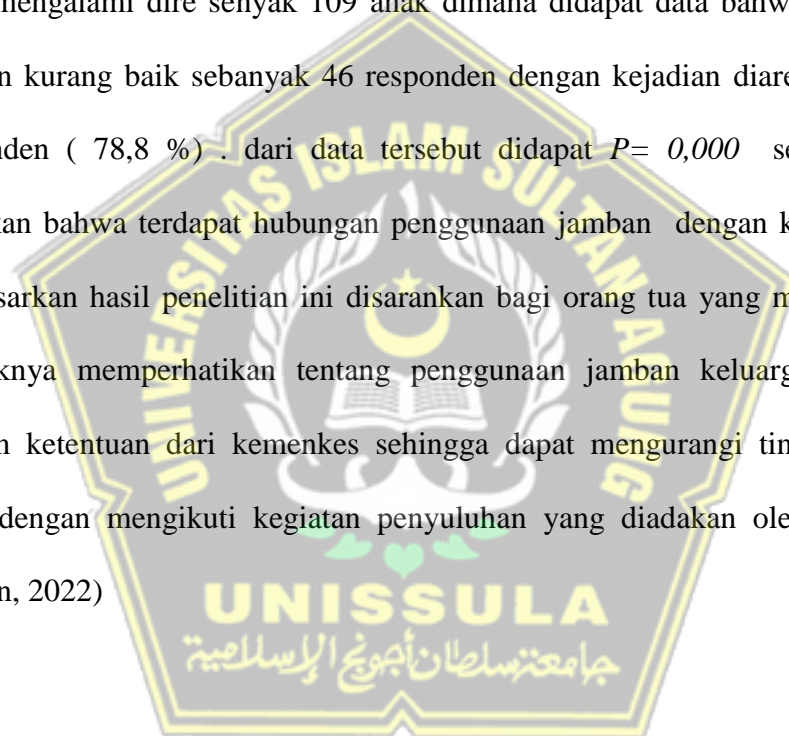 mengalami dire senyak 109 anak dimana didapat data bahw
n kurang baik sebanyak 46 responden dengan kejadian diare
nden ( 78,8 %) . dari data tersebut didapat P= 0,000 se
kan bahwa terdapat hubungan penggunaan jamban dengan k
sarkan hasil penelitian ini disarankan bagi orang tua yang m
knya memperhatikan tentang penggunaan jamban keluarg
n ketentuan dari kemenkes sehingga dapat mengurangi tin
dengan mengikuti kegiatan penyuluhan yang diadakan ole
n, 2022)
UNIVERSITAS ISLAM SULTAN AGUNG
UNISSULA
جامعة سلطان أجونج الإسلامية